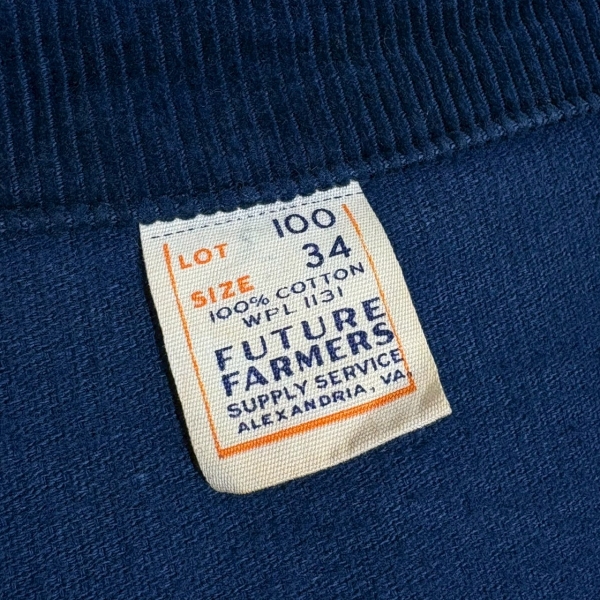 LOT 100
SIZE 34
100% COTTON
WPL 1131
FUTURE
FARMERS
SUPPLY SERVICE
ALEXANDRIA, VA.